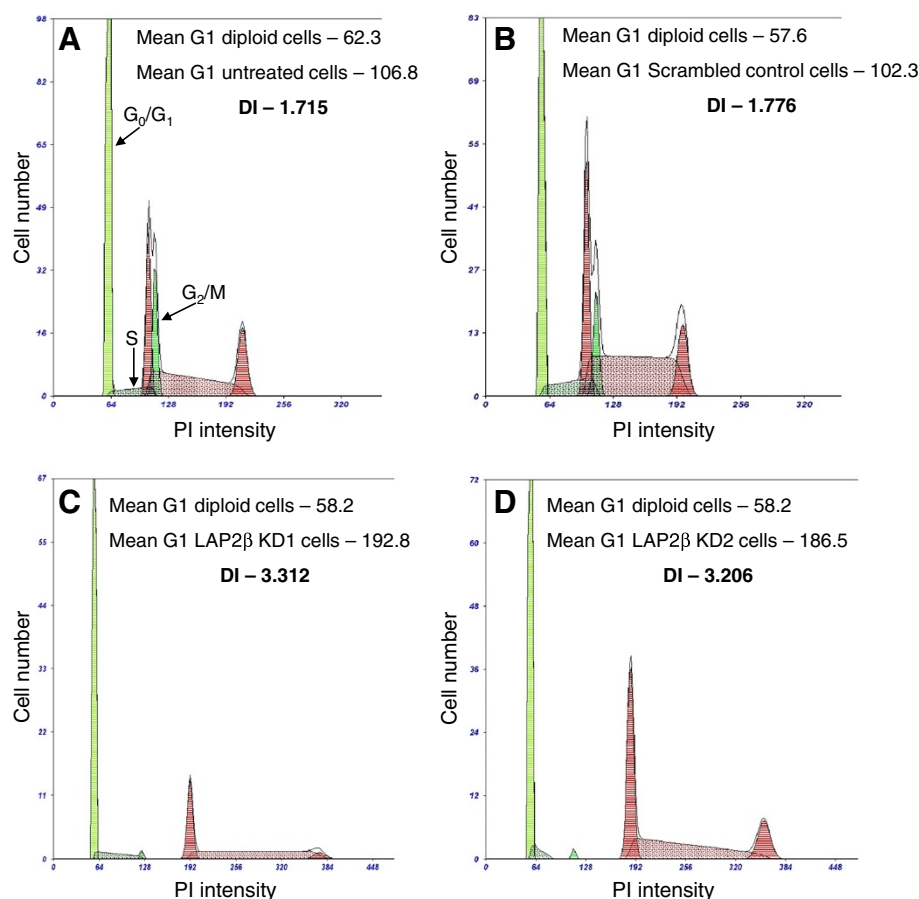 A
Mean G1 diploid cells – 62.3
Mean G1 untreated cells – 106.8
DI – 1.715
G0/G1
G2/M
S
98
82
65
49
32
16
0
0 64 128 192 256 320
Cell number
PI intensity
B
Mean G1 diploid cells – 57.6
Mean G1 Scrambled control cells – 102.3
DI – 1.776
83
69
55
41
27
13
0
0 64 128 192 256 320
Cell number
PI intensity
C
Mean G1 diploid cells – 58.2
Mean G1 LAP2β KD1 cells – 192.8
DI – 3.312
67
55
44
33
22
11
0
0 64 128 192 256 320 384 448
Cell number
PI intensity
D
Mean G1 diploid cells – 58.2
Mean G1 LAP2β KD2 cells – 186.5
DI – 3.206
72
60
48
36
24
12
0
0 64 128 192 256 320 384 448
Cell number
PI intensity